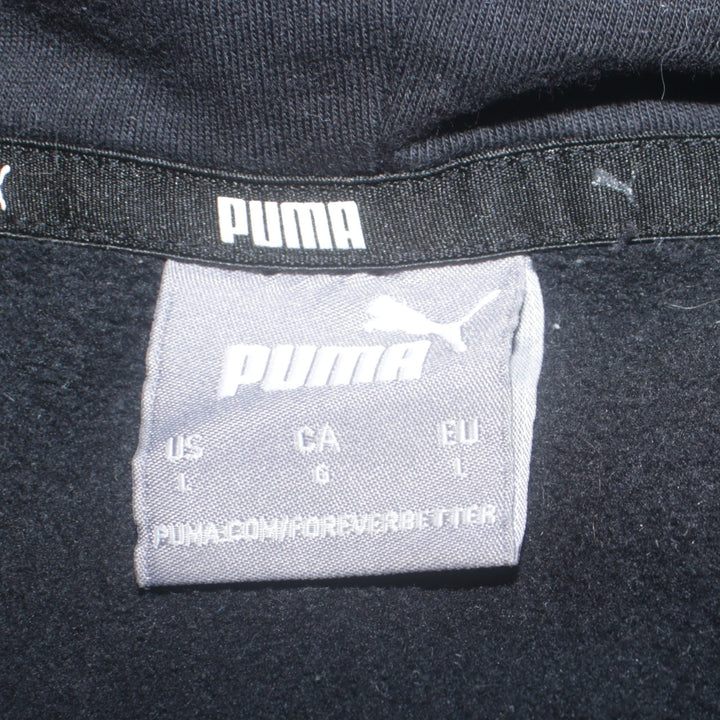 PUMA
PUMA
US CA EU
L G L
PUMA.COM/FOREVERBETTER